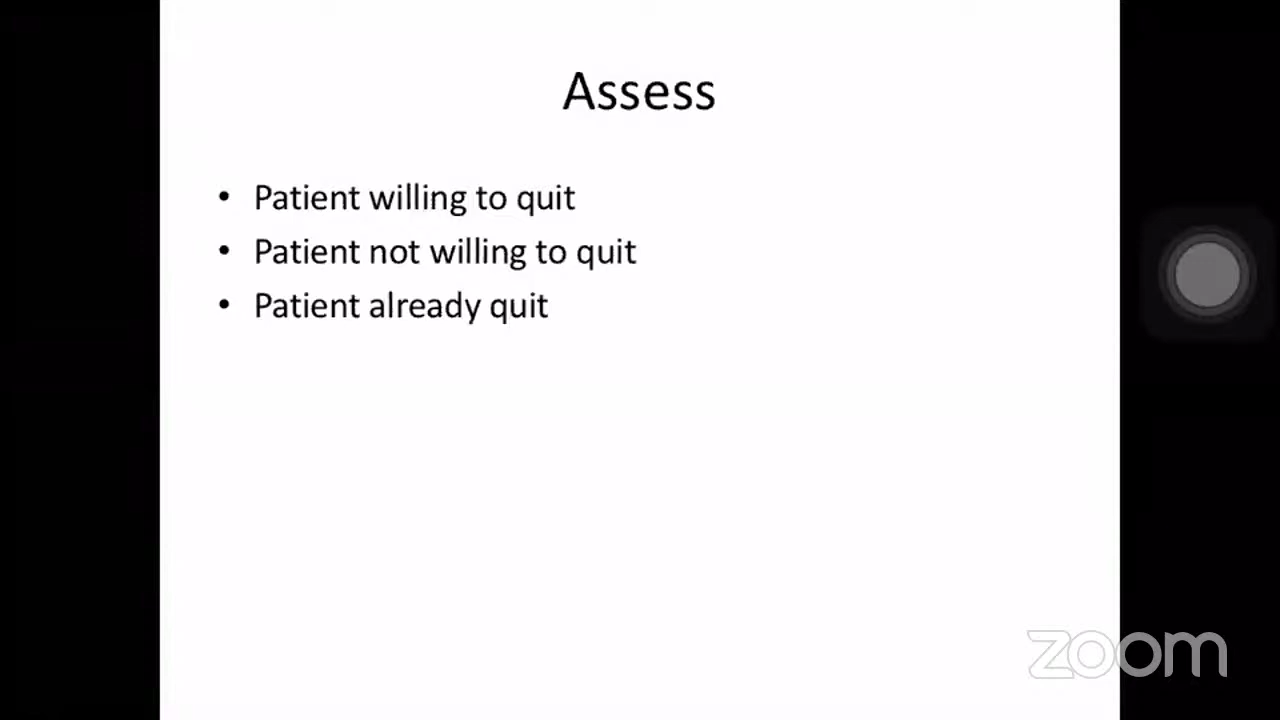 Assess
• Patient willing to quit
• Patient not willing to quit
• Patient already quit
zoom